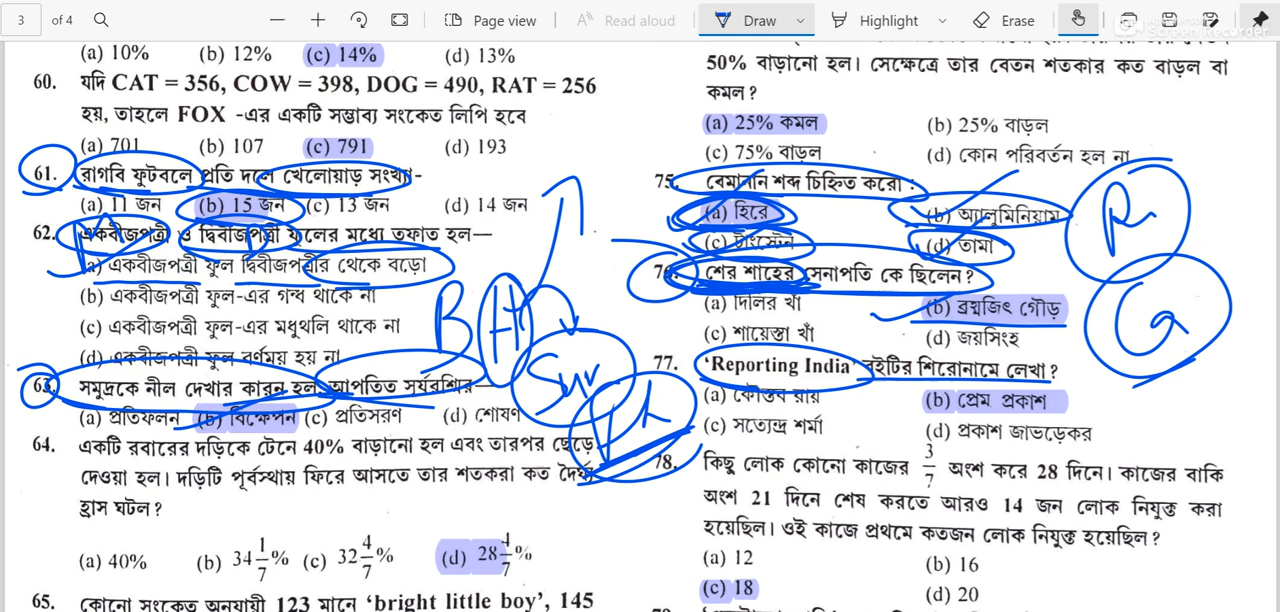 3 of 4 Page view Read aloud Draw Highlight Erase
Screen Recorder
(a) 10% (b) 12% (c) 14% (d) 13%
60. যদি CAT = 356, COW = 398, DOG = 490, RAT = 256
হয়, তাহলে FOX -এর একটি সম্ভাব্য সংকেত লিপি হবে
(a) 701 (b) 107 (c) 791 (d) 193
61. রাগবি ফুটবলে প্রতি দলে খেলোয়াড় সংখ্যা-
(a) 11 জন (b) 15 জন (c) 13 জন (d) 14 জন
62. একবীজপত্রী ও দ্বিবীজপত্রী ফুলের মধ্যে তফাত হল—
(a) একবীজপত্রী ফুল দ্বিবীজপত্রীর থেকে বড়ো
(b) একবীজপত্রী ফুল-এর গন্ধ থাকে না
(c) একবীজপত্রী ফুল-এর মধুথলি থাকে না
(d) একবীজপত্রী ফুল বর্ণময় হয় না
63. সমুদ্রকে নীল দেখার কারন হল আপতিত সূর্যরশ্মির—
(a) প্রতিফলন (b) বিক্ষেপন (c) প্রতিসরণ (d) শোষণ
64. একটি রবারের দড়িকে টেনে 40% বাড়ানো হল এবং তারপর ছেড়ে
দেওয়া হল। দড়িটি পূর্বস্থায় ফিরে আসতে তার শতকরা কত দৈর্ঘ্য
হ্রাস ঘটল?
(a) 40% (b) 34 1/7% (c) 32 4/7% (d) 28 4/7%
65. কোনো সংকেত অনুযায়ী 123 মানে ‘bright little boy’, 145
50% বাড়ানো হল। সেক্ষেত্রে তার বেতন শতকার কত বাড়ল বা
কমল?
(a) 25% কমল (b) 25% বাড়ল
(c) 75% বাড়ল (d) কোন পরিবর্তন হল না
75. বেমানান শব্দ চিহ্নিত করো :
(a) হিরে (b) অ্যালুমিনিয়াম
(c) টাংস্টেন (d) তামা
76. শের শাহের সেনাপতি কে ছিলেন?
(a) দিলির খাঁ (b) ব্রহ্মজিৎ গৌড়
(c) শায়েস্তা খাঁ (d) জয়সিংহ
77. ‘Reporting India’ বইটির শিরোনামে লেখা?
(a) কৌস্তব রায় (b) প্রেম প্রকাশ
(c) সত্যেন্দ্র শর্মা (d) প্রকাশ জাভড়েকর
78. কিছু লোক কোনো কাজের 3/7 অংশ করে 28 দিনে। কাজের বাকি
অংশ 21 দিনে শেষ করতে আরও 14 জন লোক নিযুক্ত করা
হয়েছিল। ওই কাজে প্রথমে কতজন লোক নিযুক্ত হয়েছিল?
(a) 12 (b) 16
(c) 18 (d) 20